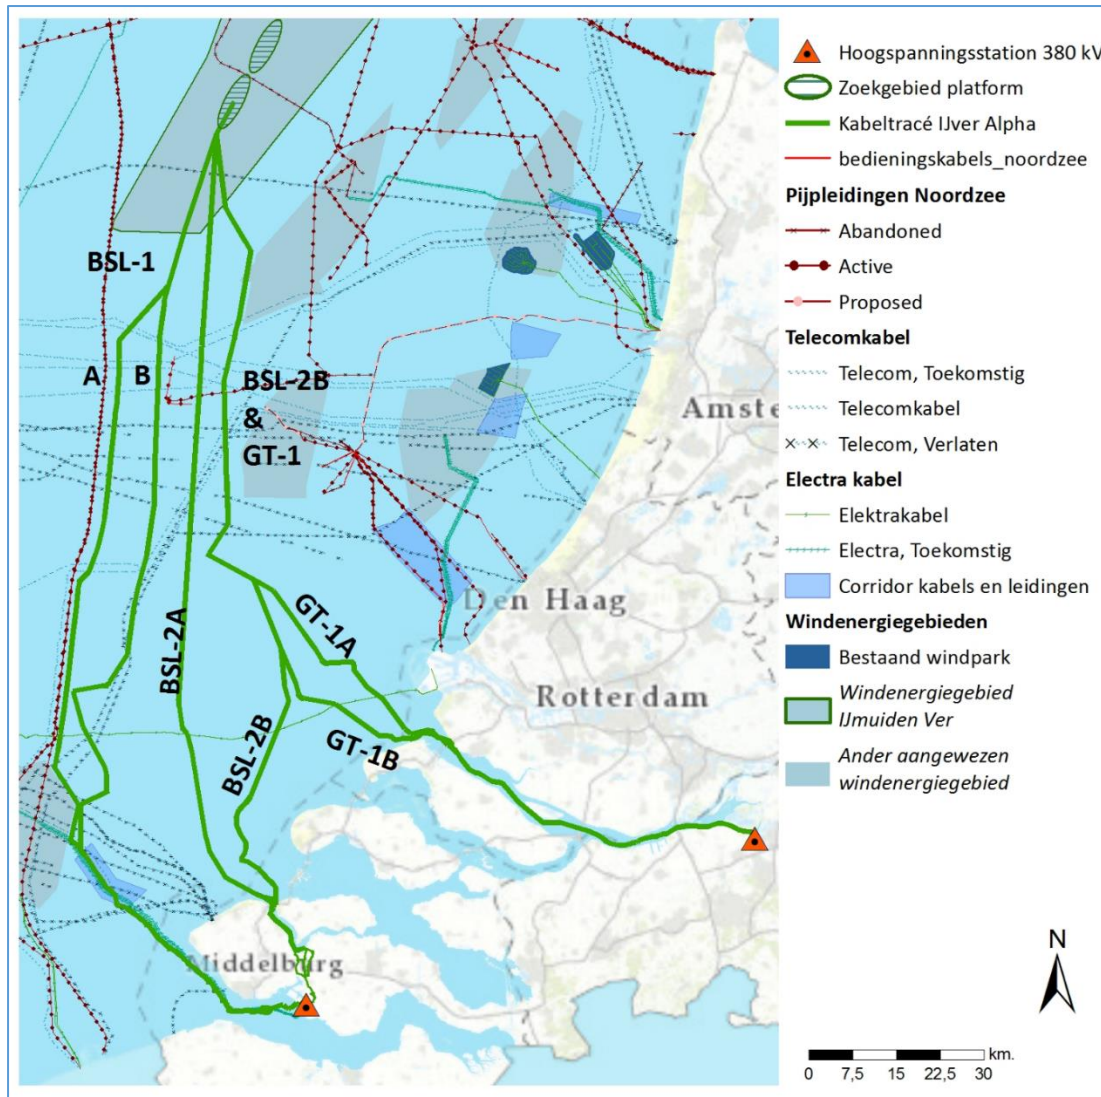 BSL-1
A
B
BSL-2B
&
GT-1
BSL-2A
GT-1A
BSL-2B
GT-1B
Amste
Den Haag
Rotterdam
Middelburg
Hoogspanningsstation 380 kV
Zoekgebied platform
Kabeltracé IJver Alpha
bedieningskabels_noordzee
Pijpleidingen Noordzee
Abandoned
Active
Proposed
Telecomkabel
Telecom, Toekomstig
Telecomkabel
Telecom, Verlaten
Electra kabel
Elektrakabel
Electra, Toekomstig
Corridor kabels en leidingen
Windenergiegebieden
Bestaand windpark
Windenergiegebied
IJmuiden Ver
Ander aangewezen
windenergiegebied
N
km.
0 7,5 15 22,5 30